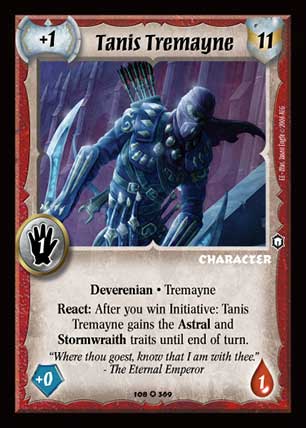 +1
Tanis Tremayne
11
1
CHARACTER
Deverenian • Tremayne
React: After you win Initiative: Tanis
Tremayne gains the Astral and
Stormwraith traits until end of turn.
"Where thou goest, know that I am with thee."
- The Eternal Emperor
+0
1
108 369